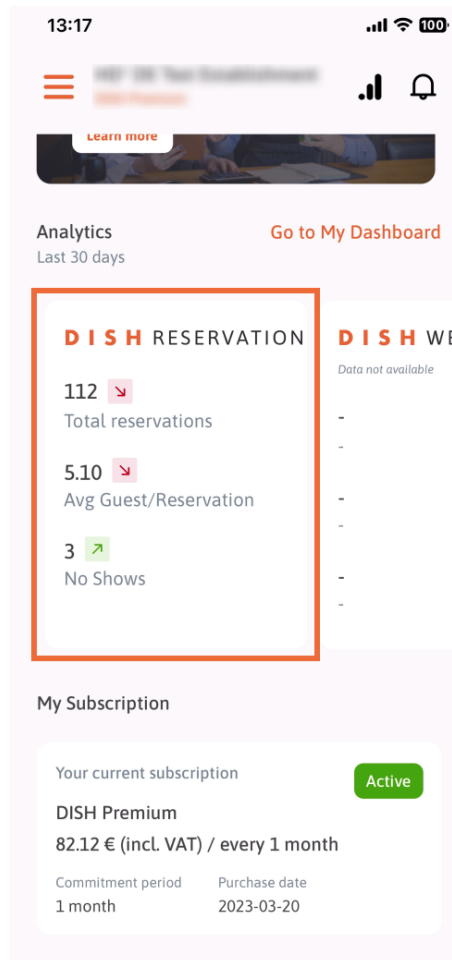 13:17
100
Learn more
Analytics
Go to My Dashboard
Last 30 days
DISH RESERVATION
112
Total reservations
5.10
Avg Guest/Reservation
3
No Shows
DISH WE
Data not available
-
-
-
-
-
-
My Subscription
Your current subscription
Active
DISH Premium
82.12 € (incl. VAT) / every 1 month
Commitment period
Purchase date
1 month
2023-03-20